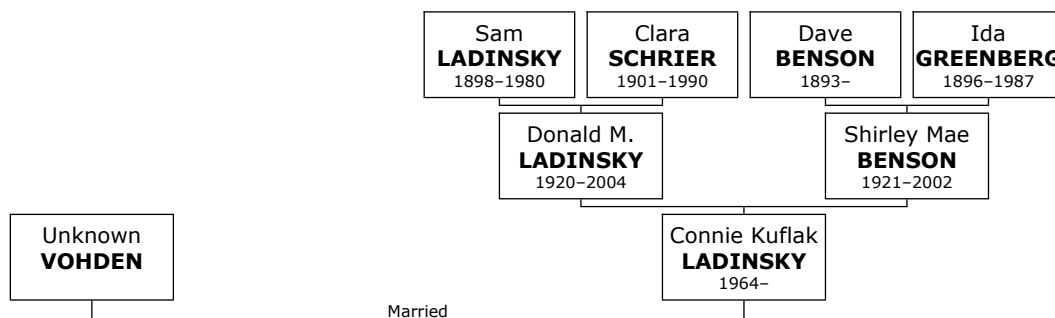 Sam
LADINSKY
1898–1980
Clara
SCHRIER
1901–1990
Dave
BENSON
1893–
Ida
GREENBERG
1896–1987
Donald M.
LADINSKY
1920–2004
Shirley Mae
BENSON
1921–2002
Unknown
VOHDEN
Connie Kuflak
LADINSKY
1964–
Married